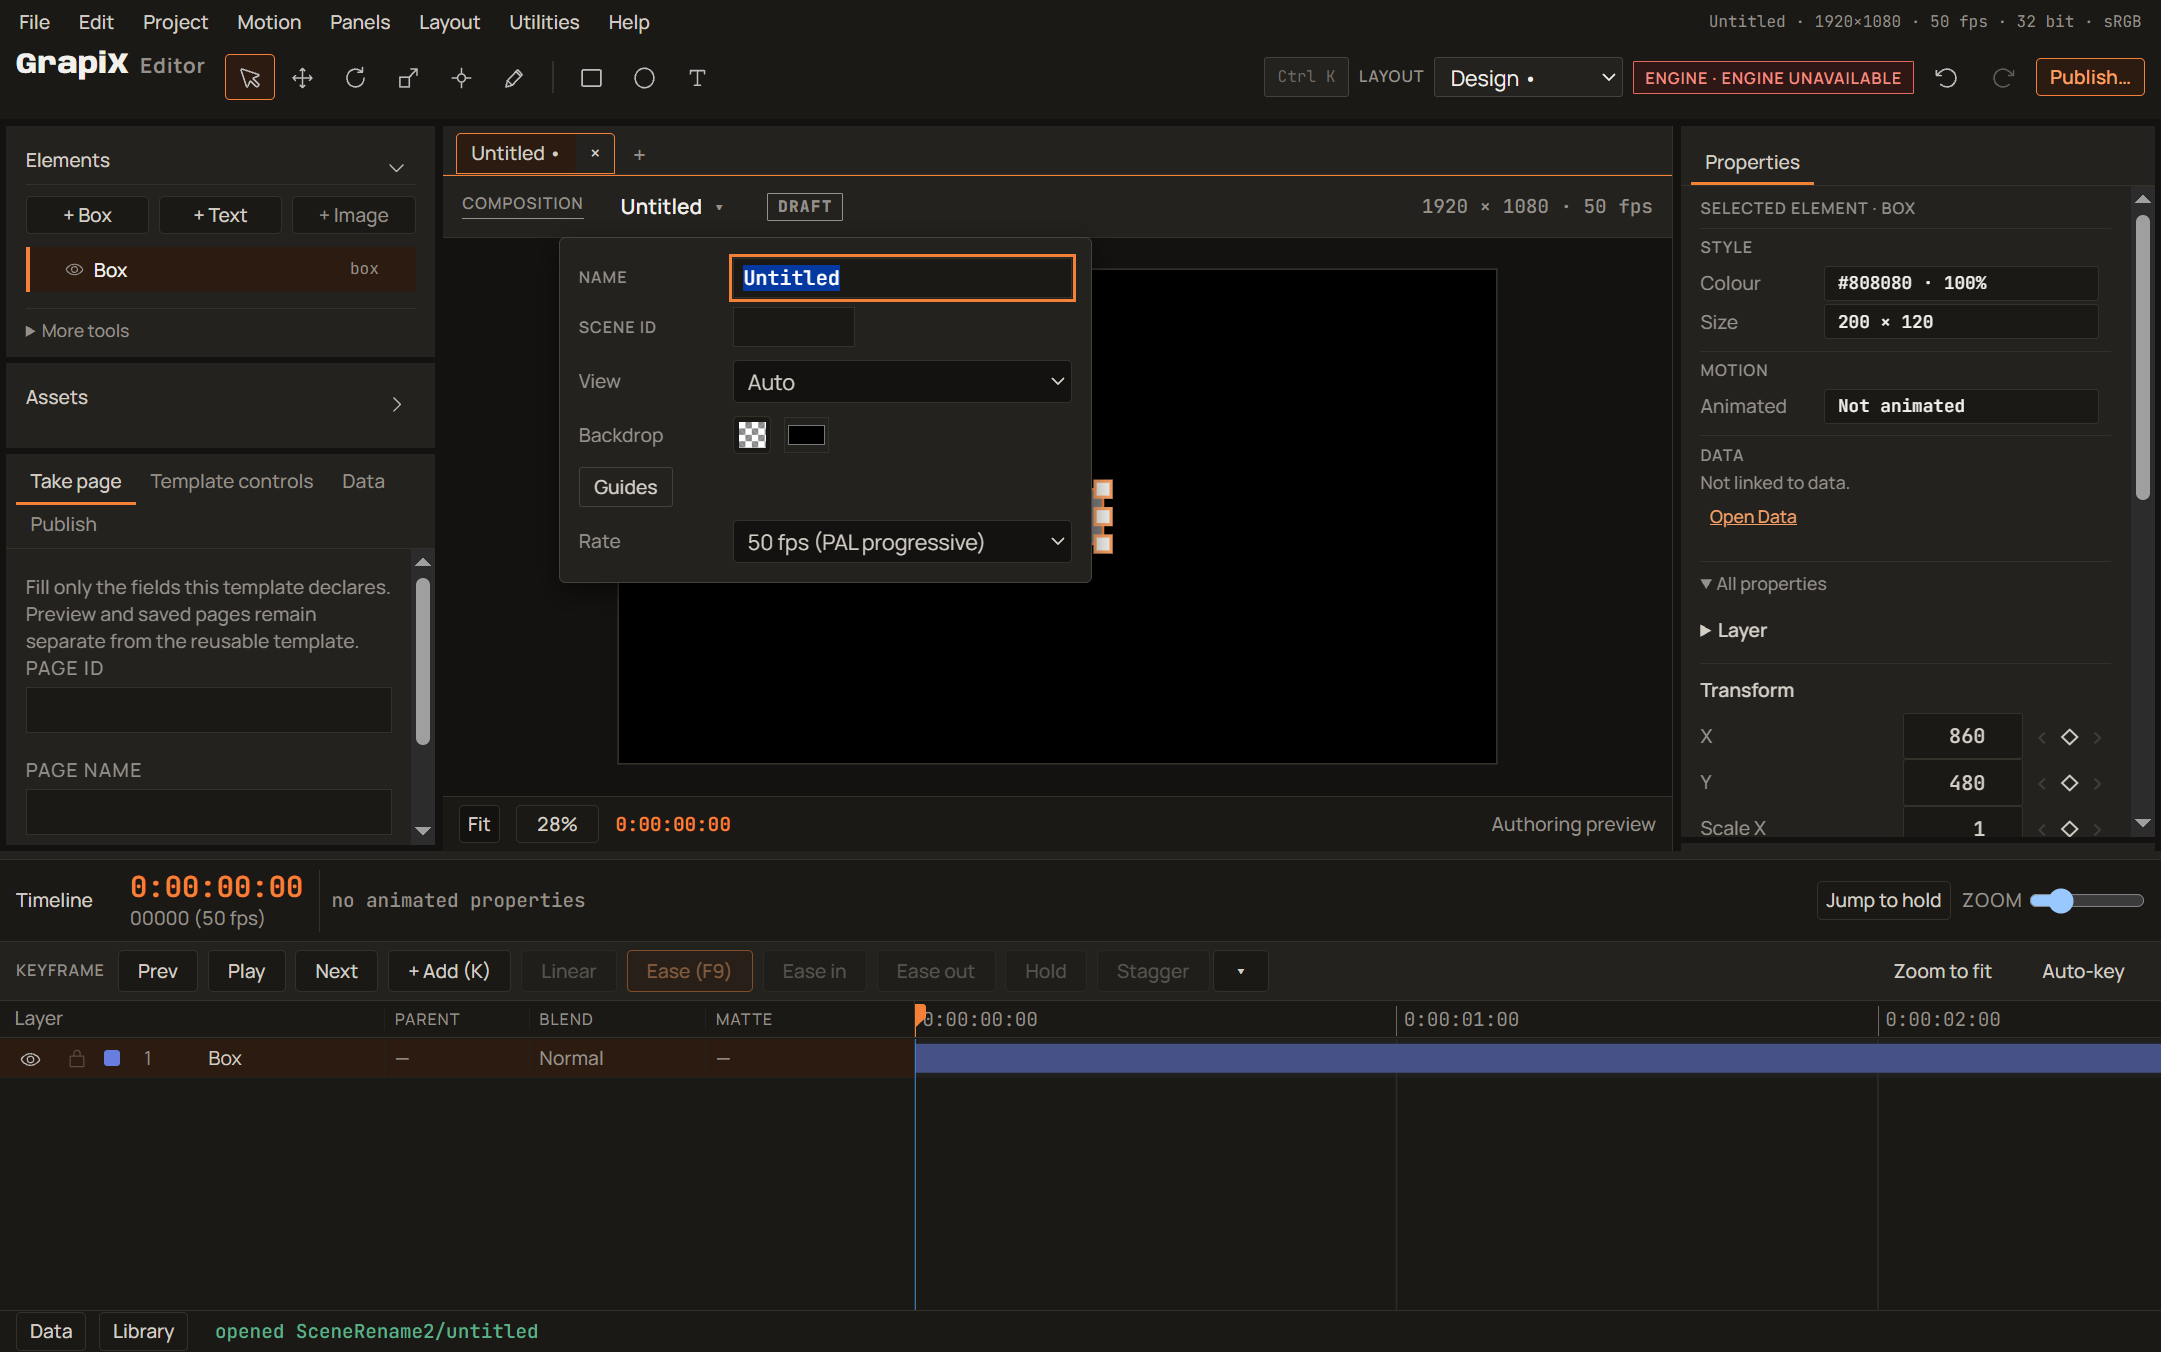 File Edit Project Motion Panels Layout Utilities Help
Untitled · 1920×1080 · 50 fps · 32 bit · sRGB
GrapiX Editor
Ctrl K
LAYOUT
Design •
ENGINE · ENGINE UNAVAILABLE
Publish...
Elements
+ Box
+ Text
+ Image
Box
box
More tools
Assets
Take page
Template controls
Data
Publish
Fill only the fields this template declares.
Preview and saved pages remain
separate from the reusable template.
PAGE ID
PAGE NAME
Untitled •
×
+
COMPOSITION
Untitled
DRAFT
1920 × 1080 · 50 fps
NAME
Untitled
SCENE ID
View
Auto
Backdrop
Guides
Rate
50 fps (PAL progressive)
Fit
28%
0:00:00:00
Authoring preview
Properties
SELECTED ELEMENT · BOX
STYLE
Colour
#808080 · 100%
Size
200 × 120
MOTION
Animated
Not animated
DATA
Not linked to data.
Open Data
All properties
Layer
Transform
X
860
Y
480
Scale X
1
Timeline
0:00:00:00
00000 (50 fps)
no animated properties
Jump to hold
ZOOM
KEYFRAME
Prev
Play
Next
+ Add (K)
Linear
Ease (F9)
Ease in
Ease out
Hold
Stagger
Zoom to fit
Auto-key
Layer
PARENT
BLEND
MATTE
0:00:00:00
0:00:01:00
0:00:02:00
1
Box
—
Normal
—
Data
Library
opened SceneRename2/untitled